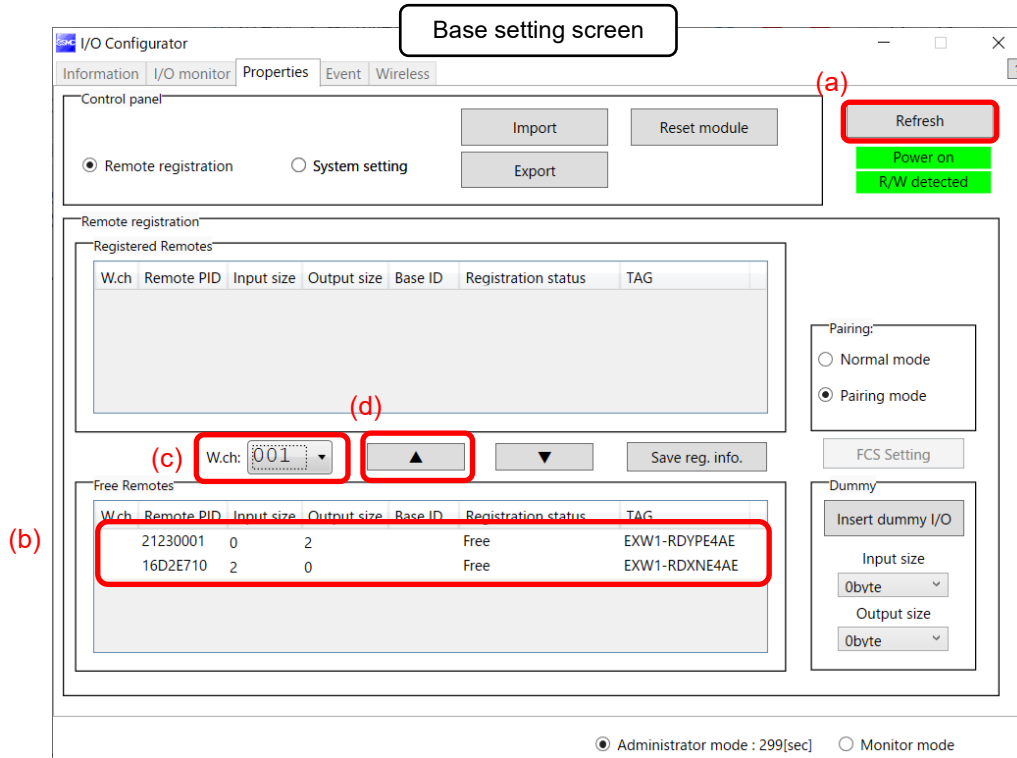 Base setting screen
I/O Configurator
Information I/O monitor Properties Event Wireless
(a)
Control panel
Import Reset module Refresh
Remote registration System setting Export
Power on
R/W detected
Remote registration
Registered Remotes
W.ch Remote PID Input size Output size Base ID Registration status TAG
Pairing:
Normal mode
Pairing mode
(d)
(c) W.ch: 001 ▲ ▼ Save reg. info. FCS Setting
Free Remotes
W.ch Remote PID Input size Output size Base ID Registration status TAG
(b)
21230001 0 2 Free EXW1-RDYPE4AE
16D2E710 2 0 Free EXW1-RDXNE4AE
Dummy
Insert dummy I/O
Input size
0byte
Output size
0byte
Administrator mode : 299[sec] Monitor mode